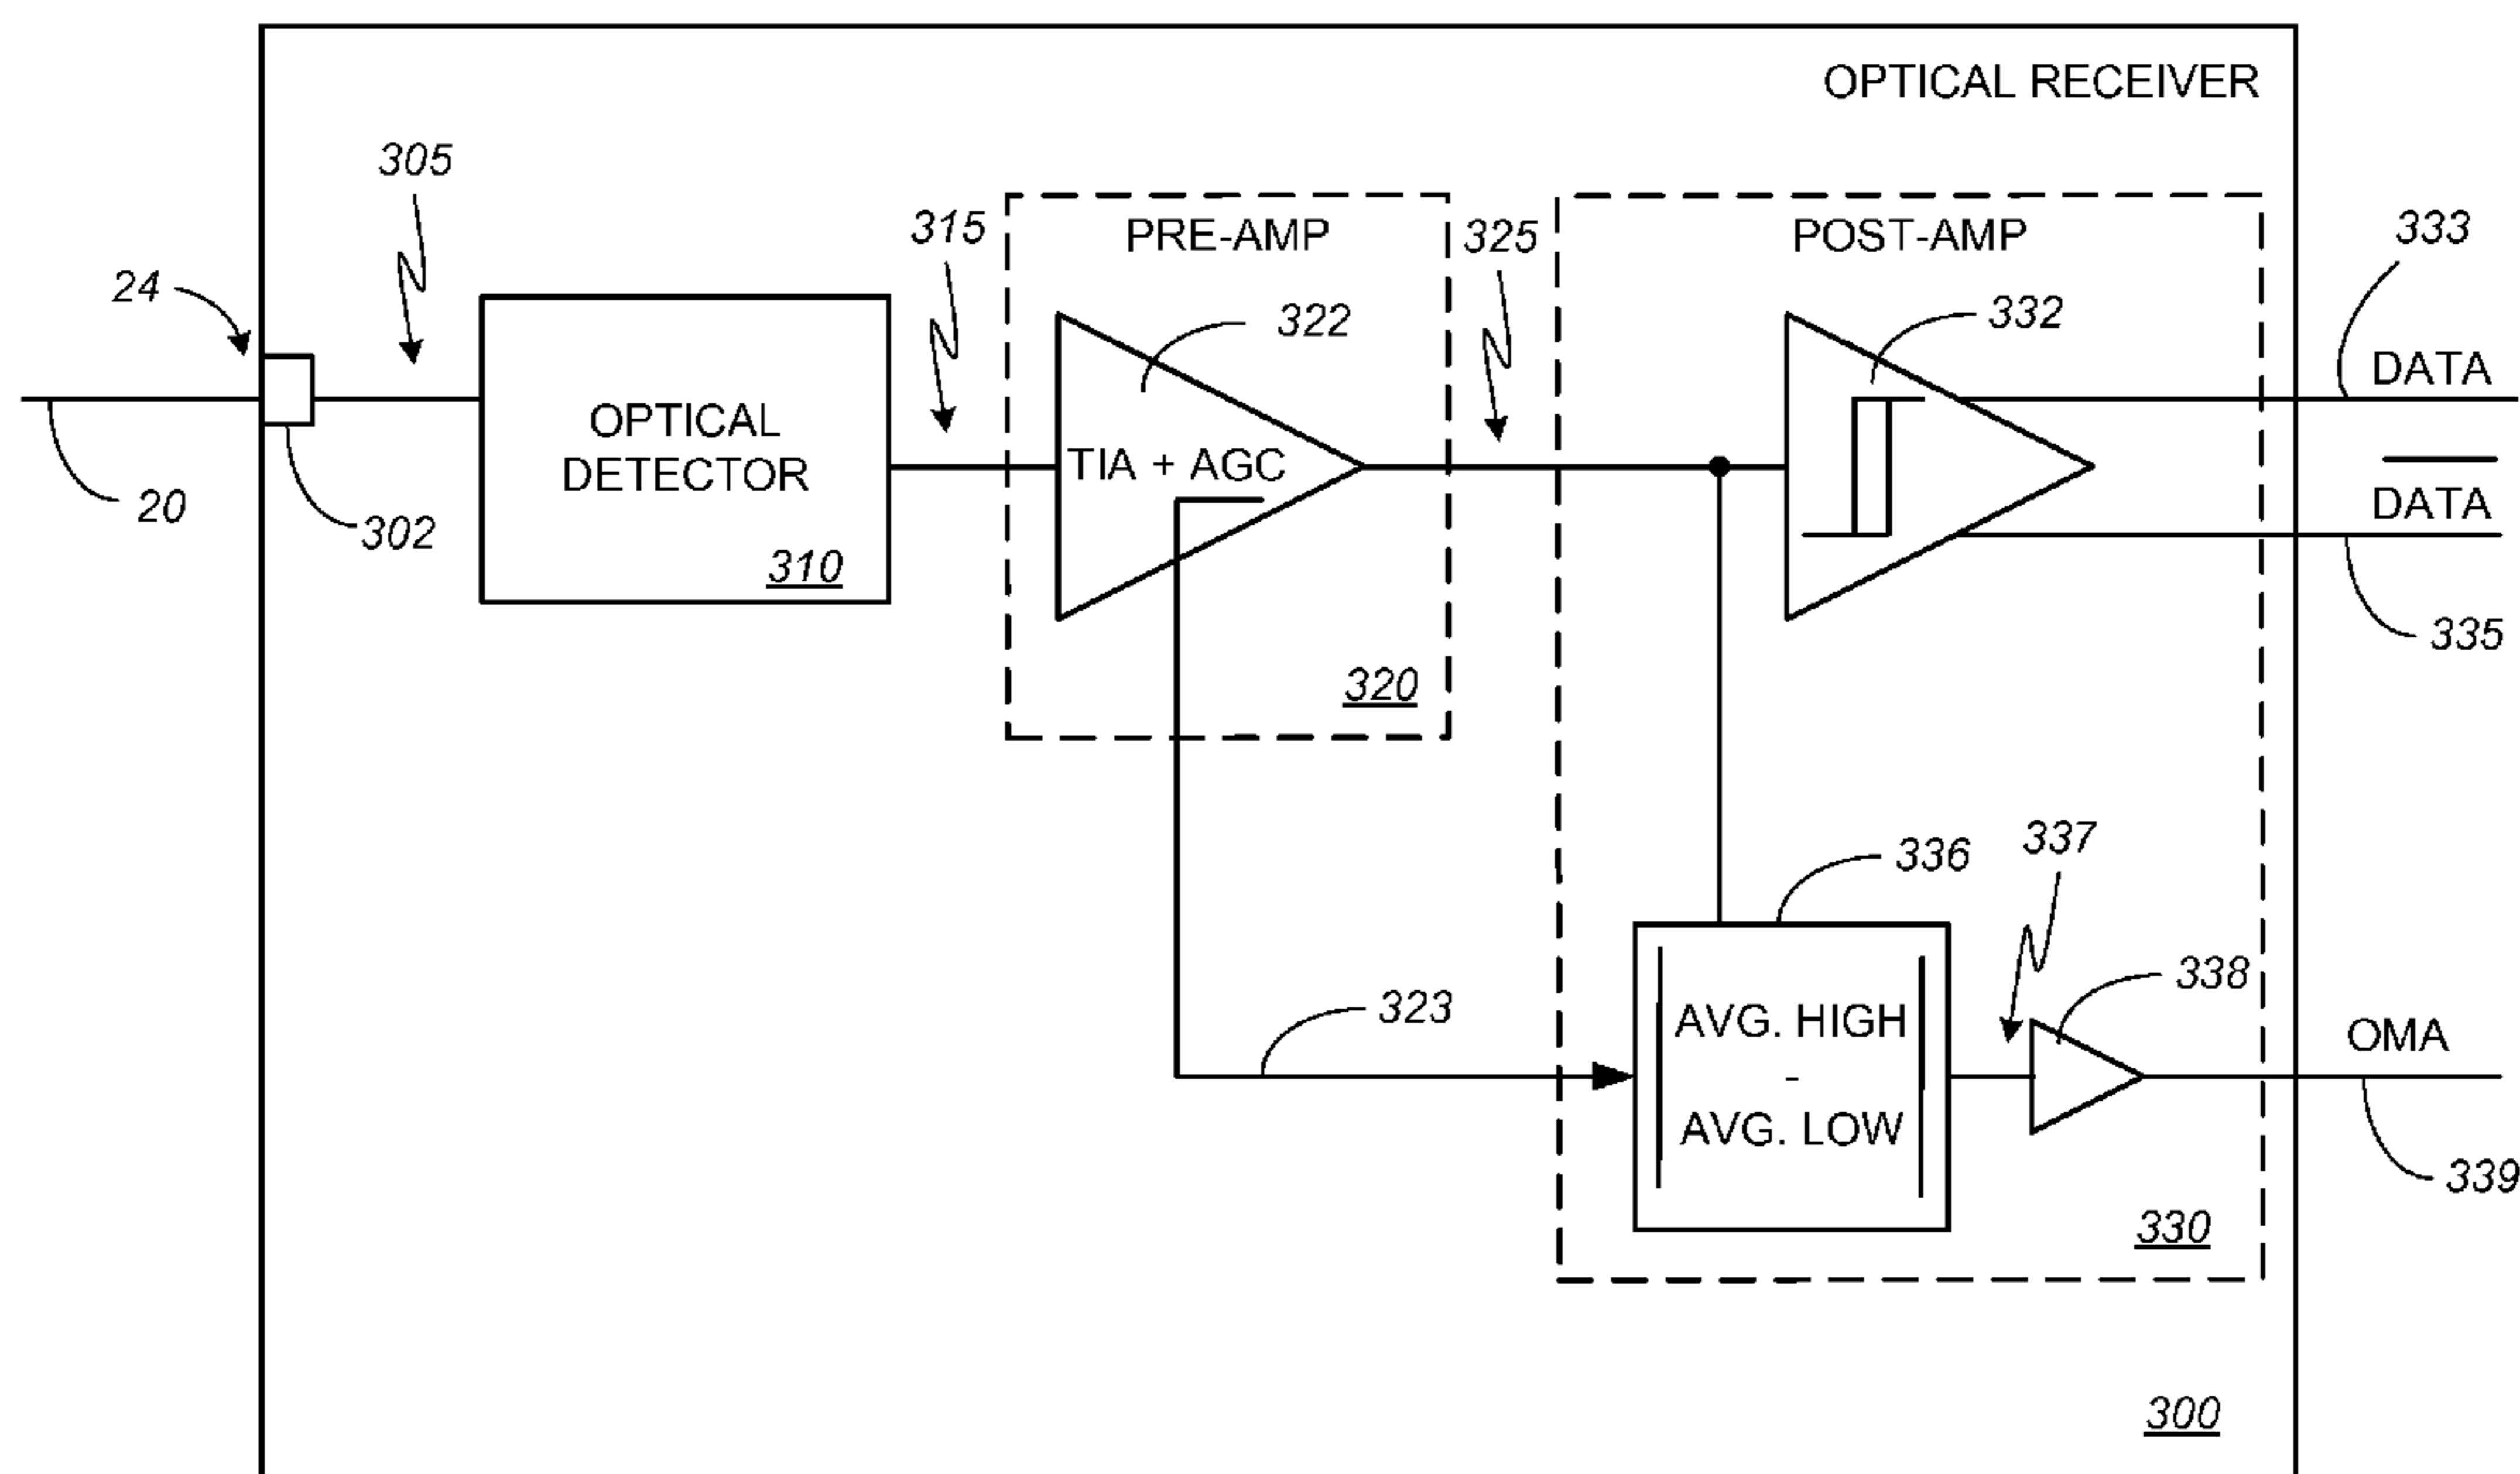 OPTICAL RECEIVER
305
24
20
302
OPTICAL
DETECTOR
310
315
PRE-AMP
322
TIA + AGC
320
325
POST-AMP
332
333
DATA
DATA
335
323
336
337
338
AVG. HIGH
-
AVG. LOW
OMA
339
330
300